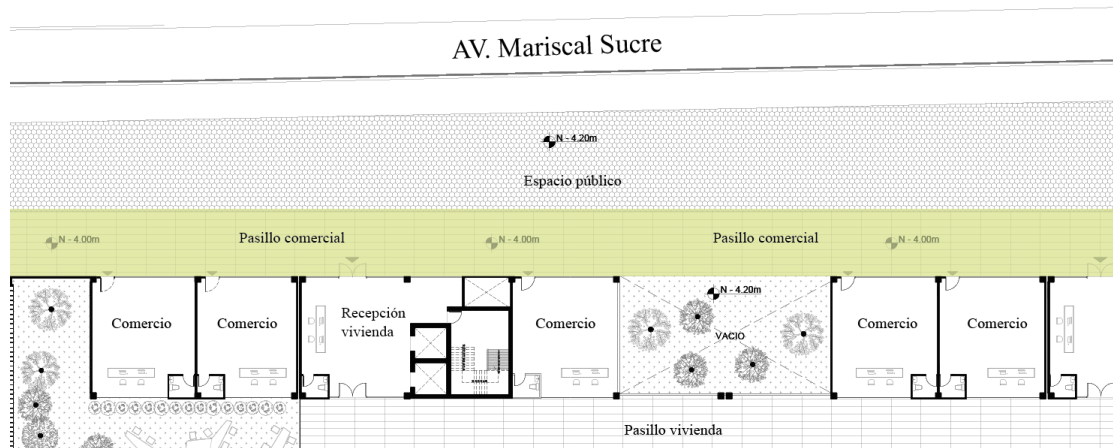 AV. Mariscal Sucre
N - 4.20m
Espacio público
N - 4.00m
Pasillo comercial
N - 4.00m
Pasillo comercial
N - 4.00m
N - 4.20m
Recepción
vivienda
Comercio
Comercio
Comercio
VACIO
Comercio
Comercio
Pasillo vivienda